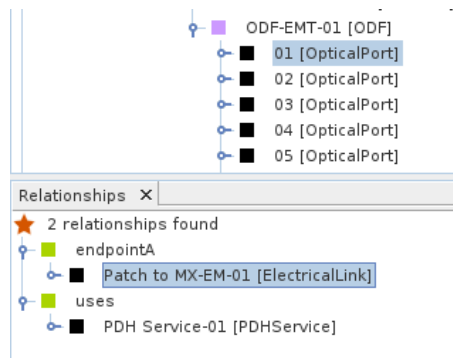 ODF-EMT-01 [ODF]
01 [OpticalPort]
02 [OpticalPort]
03 [OpticalPort]
04 [OpticalPort]
05 [OpticalPort]
Relationships X
2 relationships found
endpointA
Patch to MX-EM-01 [ElectricalLink]
uses
PDH Service-01 [PDHService]